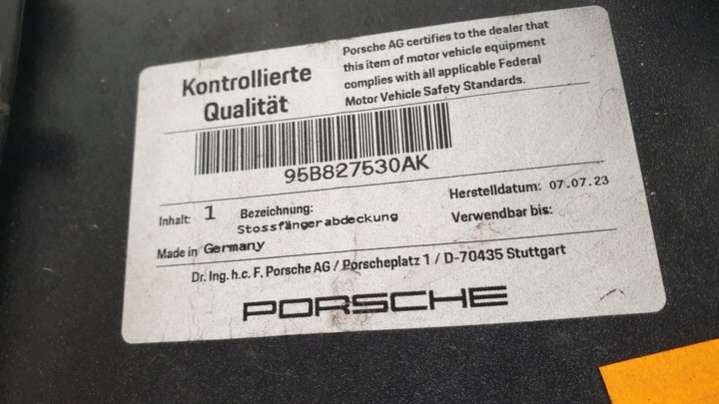 Kontrollierte
Qualität
Porsche AG certifies to the dealer that
this item of motor vehicle equipment
complies with all applicable Federal
Motor Vehicle Safety Standards.
95B827530AK
Inhalt: 1 Bezeichnung:
Stossfängerabdeckung
Herstelldatum: 07.07.23
Verwendbar bis:
Made in Germany
Dr. Ing. h.c. F. Porsche AG / Porscheplatz 1 / D-70435 Stuttgart
PORSCHE